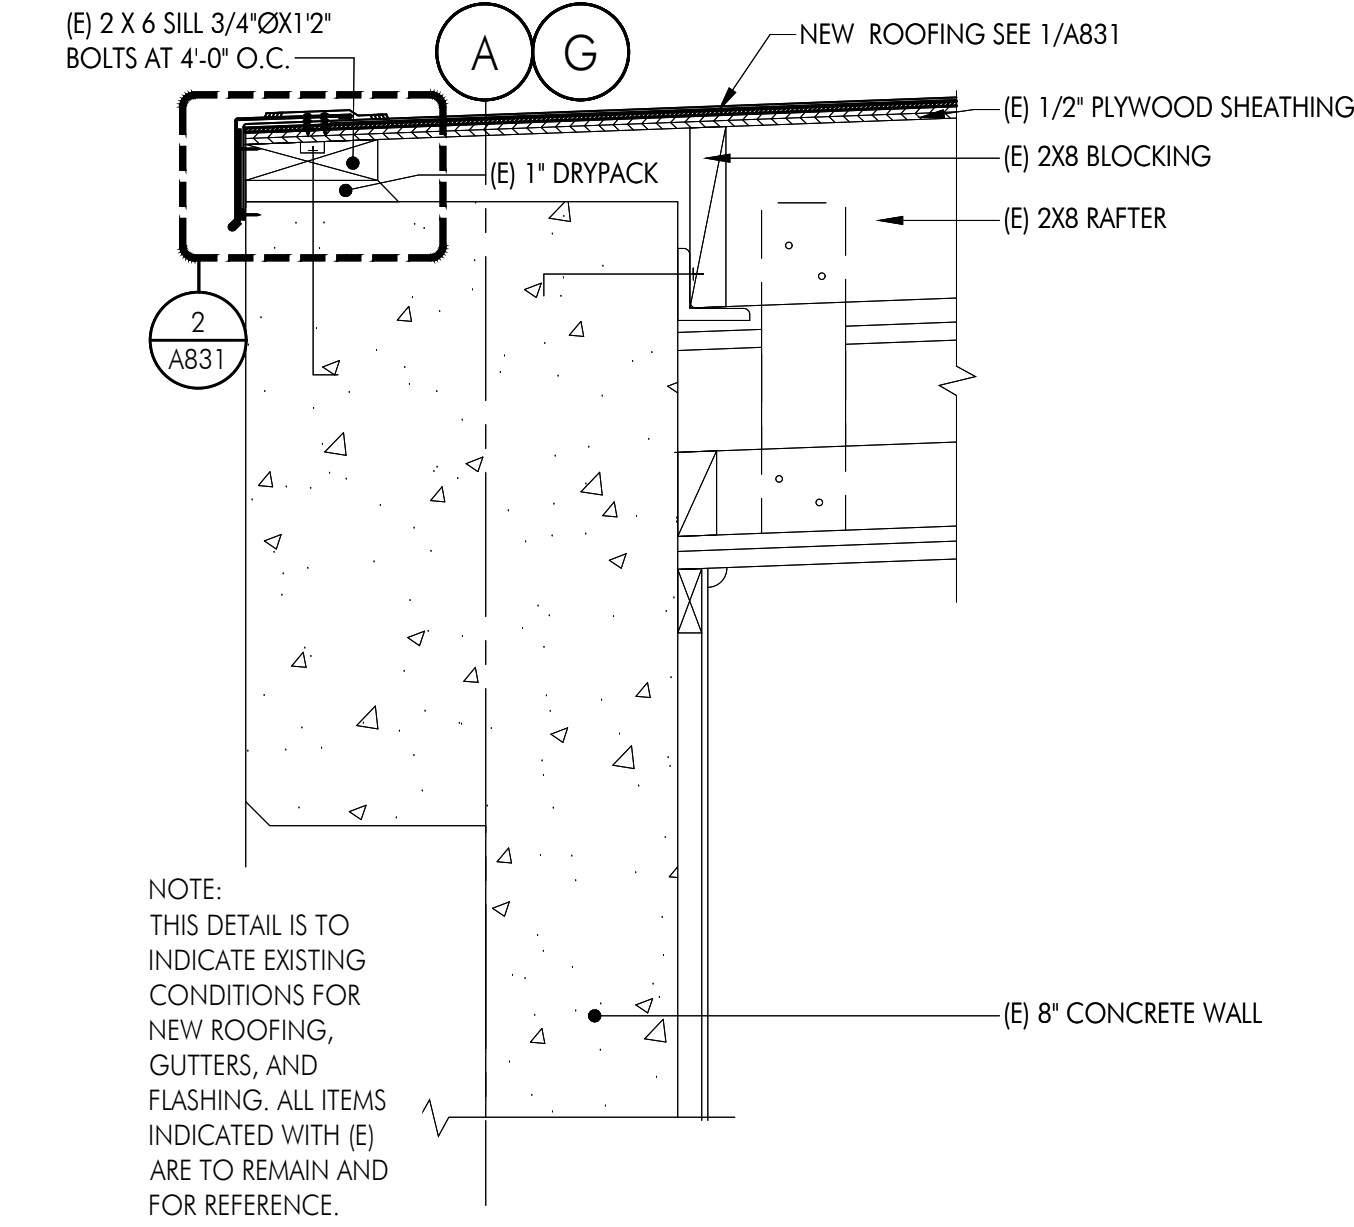 (E) 2 X 6 SILL 3/4"ØX1'2"
BOLTS AT 4'-0" O.C.
A
G
NEW ROOFING SEE 1/A831
(E) 1/2" PLYWOOD SHEATHING
(E) 2X8 BLOCKING
(E) 1" DRYPACK
(E) 2X8 RAFTER
2
A831
NOTE:
THIS DETAIL IS TO
INDICATE EXISTING
CONDITIONS FOR
NEW ROOFING,
GUTTERS, AND
FLASHING. ALL ITEMS
INDICATED WITH (E)
ARE TO REMAIN AND
FOR REFERENCE.
(E) 8" CONCRETE WALL